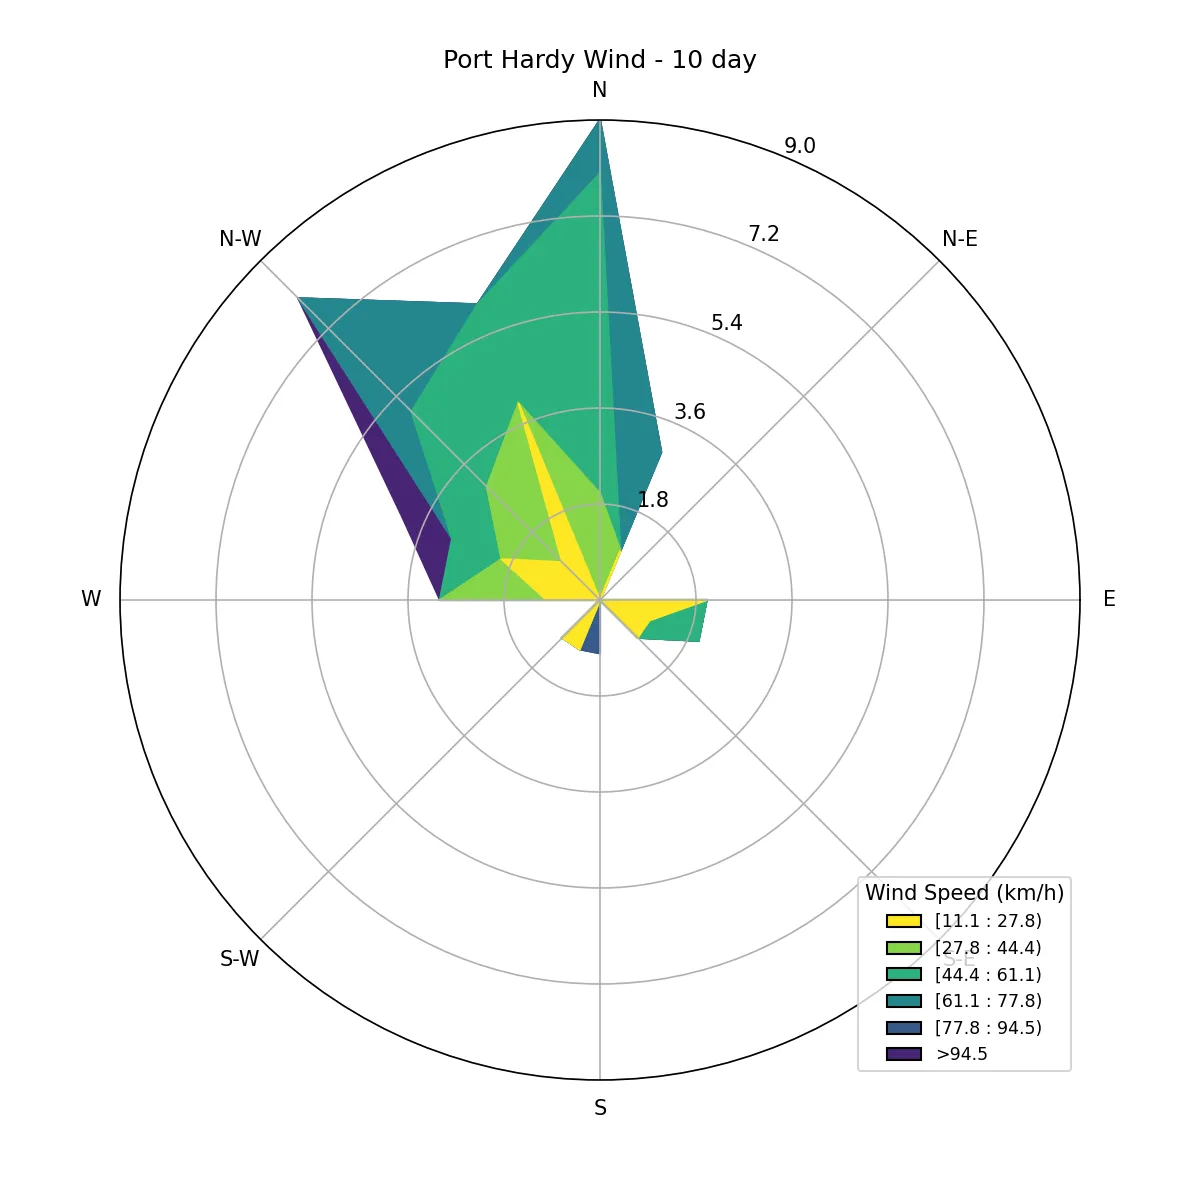 Port Hardy Wind - 10 day
N
9.0
7.2
N-W
N-E
5.4
3.6
1.8
W
E
Wind Speed (km/h)
[11.1 : 27.8)
[27.8 : 44.4)
S-W
S-E
[44.4 : 61.1)
[61.1 : 77.8)
[77.8 : 94.5)
>94.5
S